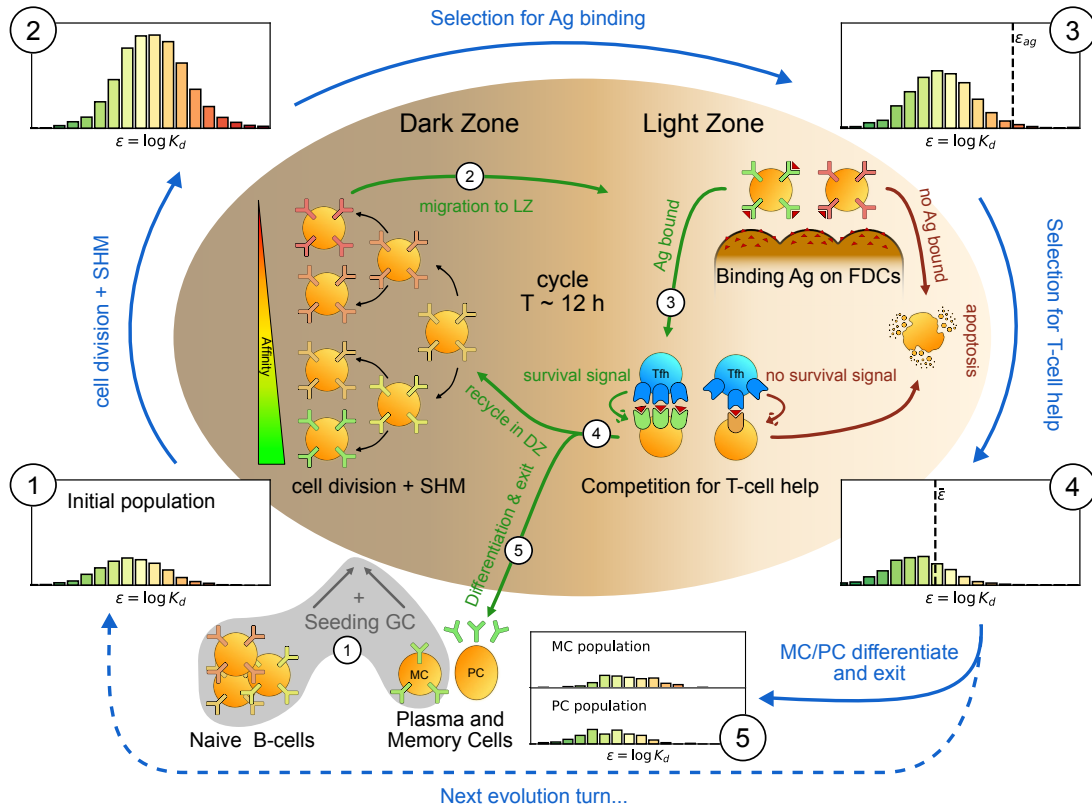 2
ε = log K_d
Selection for Ag binding
3
ε_ag
ε = log K_d
Dark Zone
Light Zone
2
migration to LZ
Ag bound
no Ag bound
Binding Ag on FDCs
cycle
T ~ 12 h
3
apoptosis
cell division + SHM
Selection for
T-cell help
Affinity
survival signal
Tfh
Tfh
no survival signal
recycle in DZ
4
cell division + SHM
Competition for T-cell help
1
Initial population
ε = log K_d
4
ε̄
ε = log K_d
Differentiation & exit
5
+
Seeding GC
1
MC
PC
Naive B-cells
Plasma and
Memory Cells
MC population
PC population
ε = log K_d
5
MC/PC differentiate
and exit
Next evolution turn...